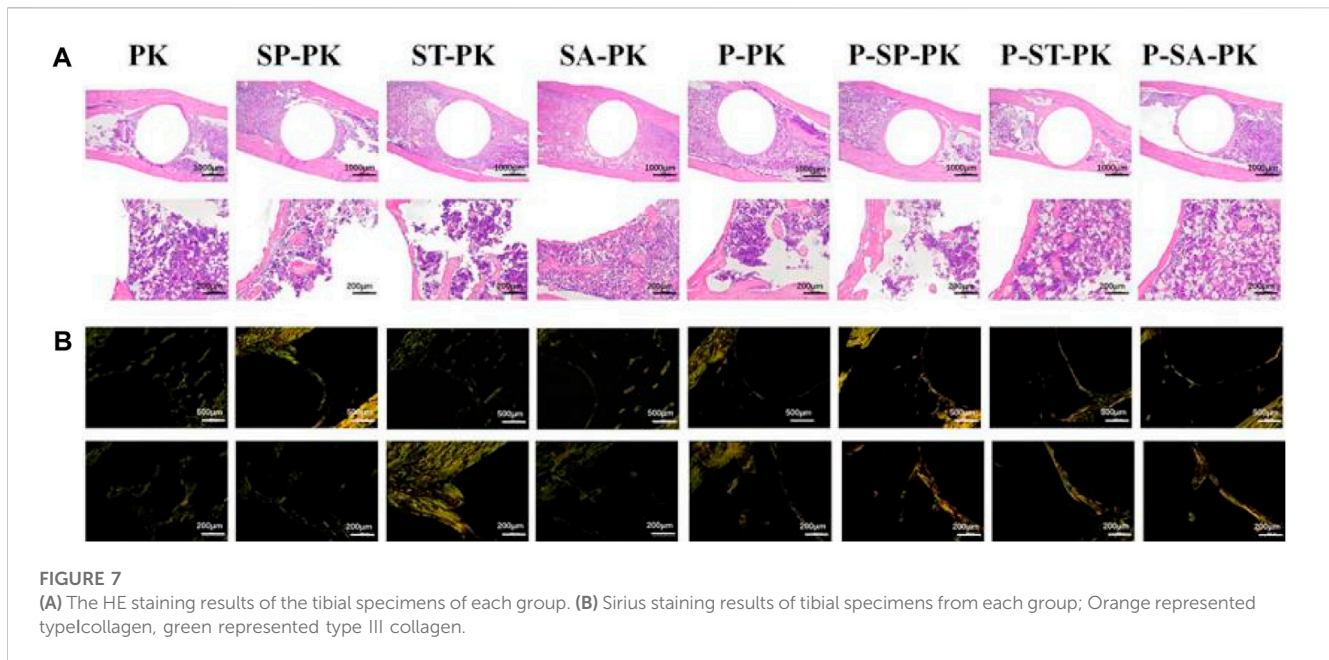 A
PK SP-PK ST-PK SA-PK P-PK P-SP-PK P-ST-PK P-SA-PK
1000μm 1000μm 1000μm 1000μm 1000μm 1000μm 1000μm 1000μm
200μm 200μm 200μm 200μm 200μm 200μm 200μm 200μm
B
500μm 500μm 500μm 500μm 500μm 500μm 500μm 500μm
200μm 200μm 200μm 200μm 200μm 200μm 200μm 200μm
FIGURE 7
(A) The HE staining results of the tibial specimens of each group. (B) Sirius staining results of tibial specimens from each group; Orange represented
typeIcollagen, green represented type III collagen.